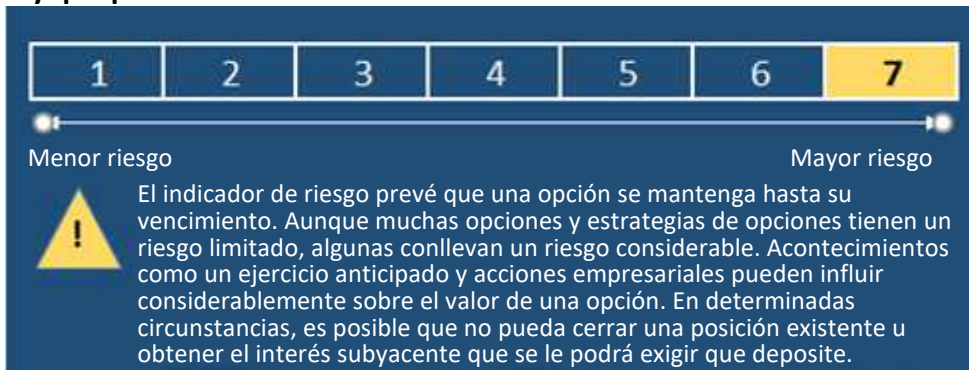 1 2 3 4 5 6 7
Menor riesgo Mayor riesgo
El indicador de riesgo prevé que una opción se mantenga hasta su
vencimiento. Aunque muchas opciones y estrategias de opciones tienen un
riesgo limitado, algunas conllevan un riesgo considerable. Acontecimientos
como un ejercicio anticipado y acciones empresariales pueden influir
considerablemente sobre el valor de una opción. En determinadas
circunstancias, es posible que no pueda cerrar una posición existente u
obtener el interés subyacente que se le podrá exigir que deposite.